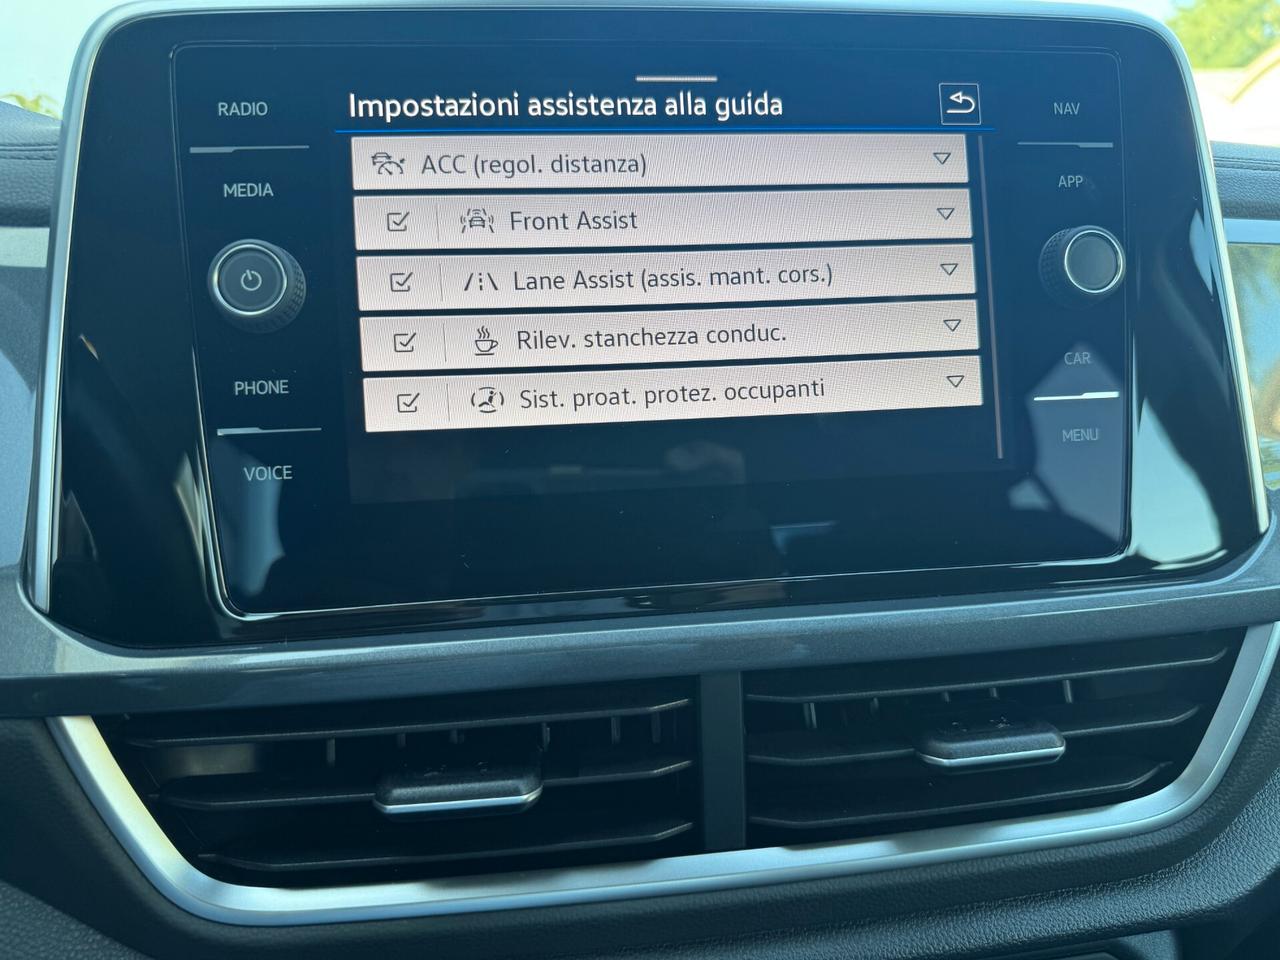 RADIO
MEDIA
PHONE
VOICE
Impostazioni assistenza alla guida
ACC (regol. distanza)
Front Assist
Lane Assist (assis. mant. cors.)
Rilev. stanchezza conduc.
Sist. proat. protez. occupanti
NAV
APP
CAR
MENU